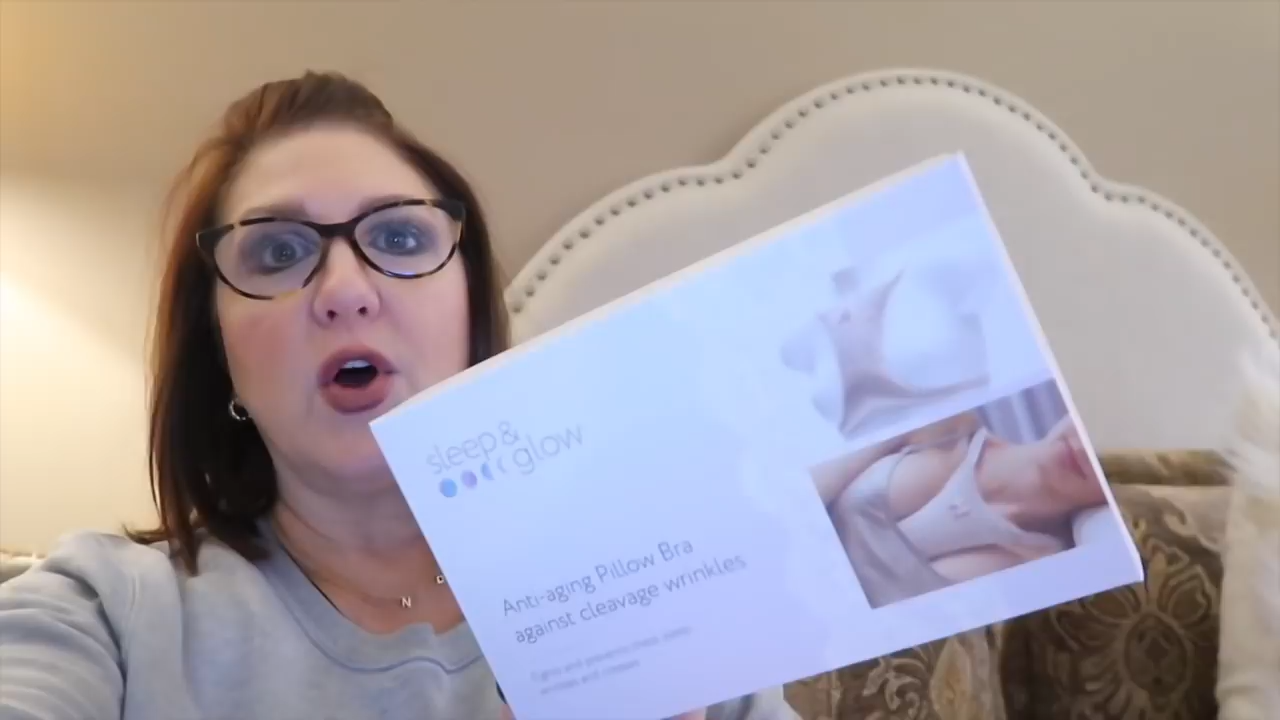 sleep&
glow
Anti-aging Pillow Bra
against cleavage wrinkles
N